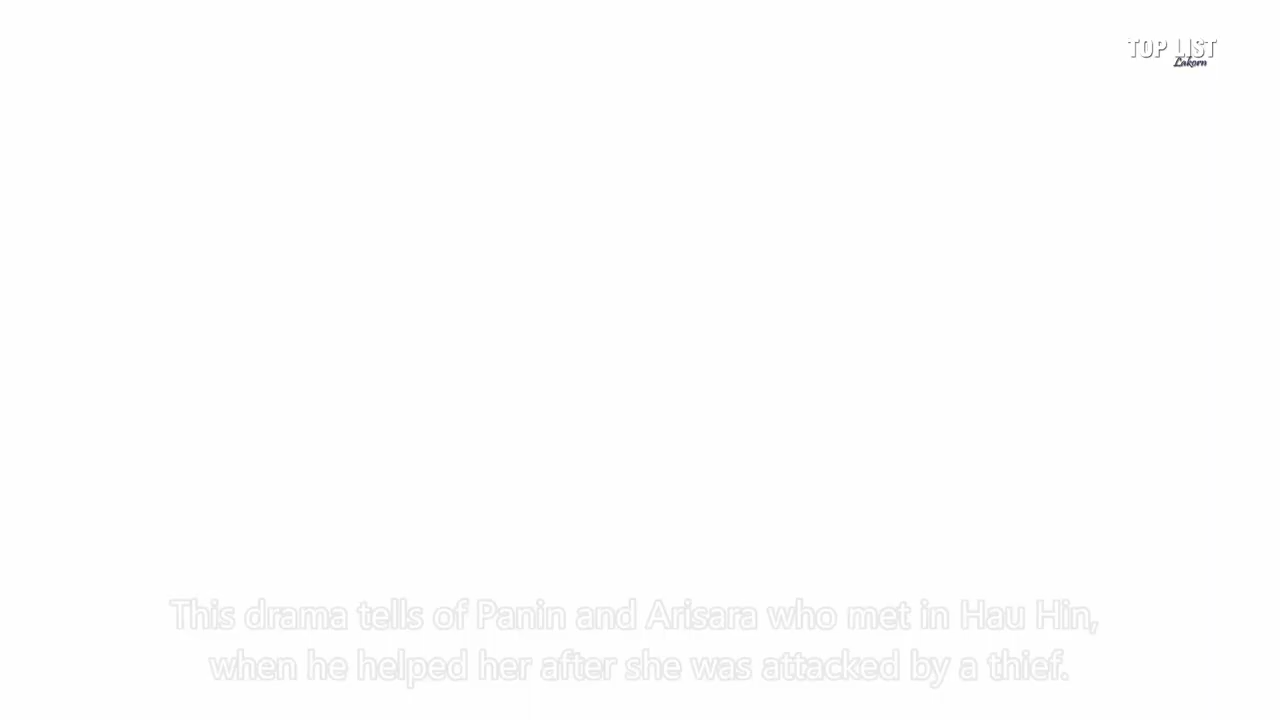 TOP LIST
Lakorn
This drama tells of Panin and Arisara who met in Hau Hin,
when he helped her after she was attacked by a thief.